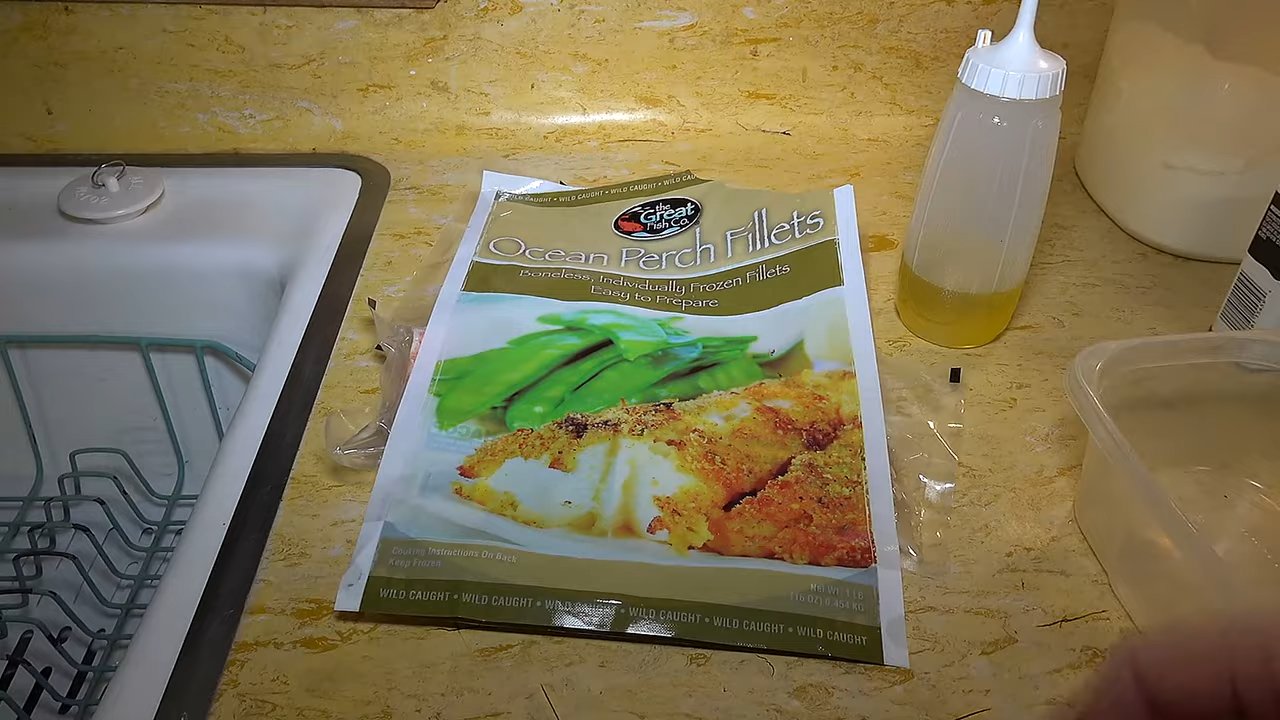 CAUGHT • WILD CAUGHT • WILD CAUGHT • WILD CAU
the
Great
Fish Co.
Ocean Perch Fillets
Boneless, Individually Frozen Fillets
Easy to Prepare
Cooking Instructions On Back
Keep Frozen
Net Wt. 1 LB
(16 OZ) 0.454 KG
WILD CAUGHT • WILD CAUGHT • WILD CAUGHT • WILD CAUGHT • WILD CAUGHT • WILD CAUGHT